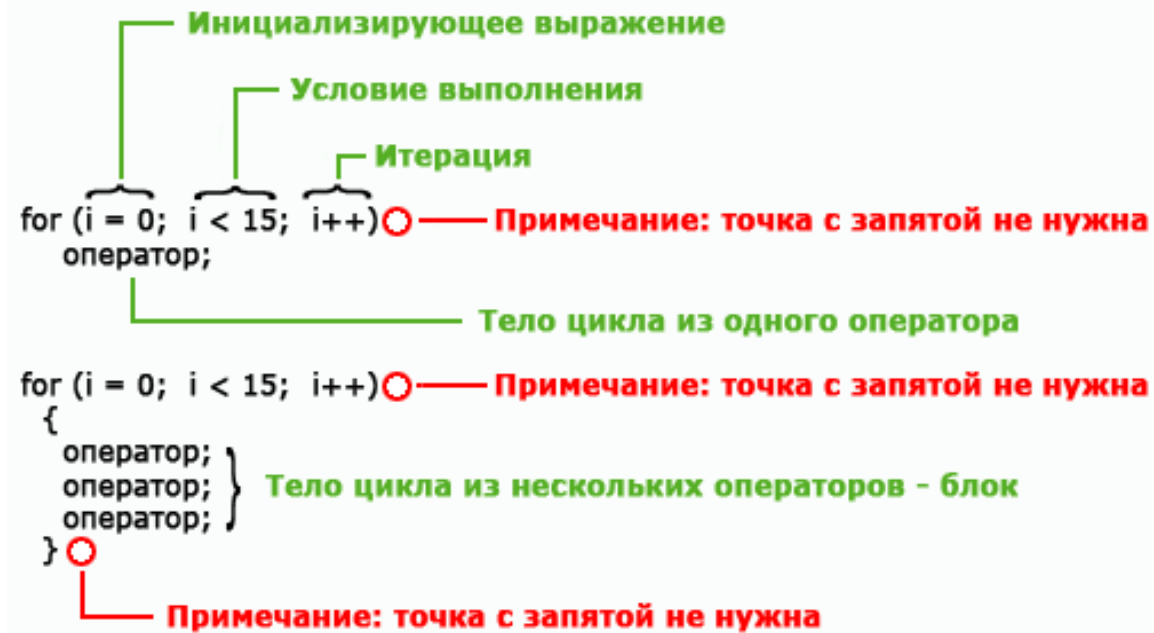 Инициализирующее выражение
Условие выполнения
Итерация
for (i = 0; i < 15; i++) Примечание: точка с запятой не нужна
оператор;
Тело цикла из одного оператора
for (i = 0; i < 15; i++) Примечание: точка с запятой не нужна
{
оператор;
оператор; } Тело цикла из нескольких операторов - блок
оператор;
}
Примечание: точка с запятой не нужна